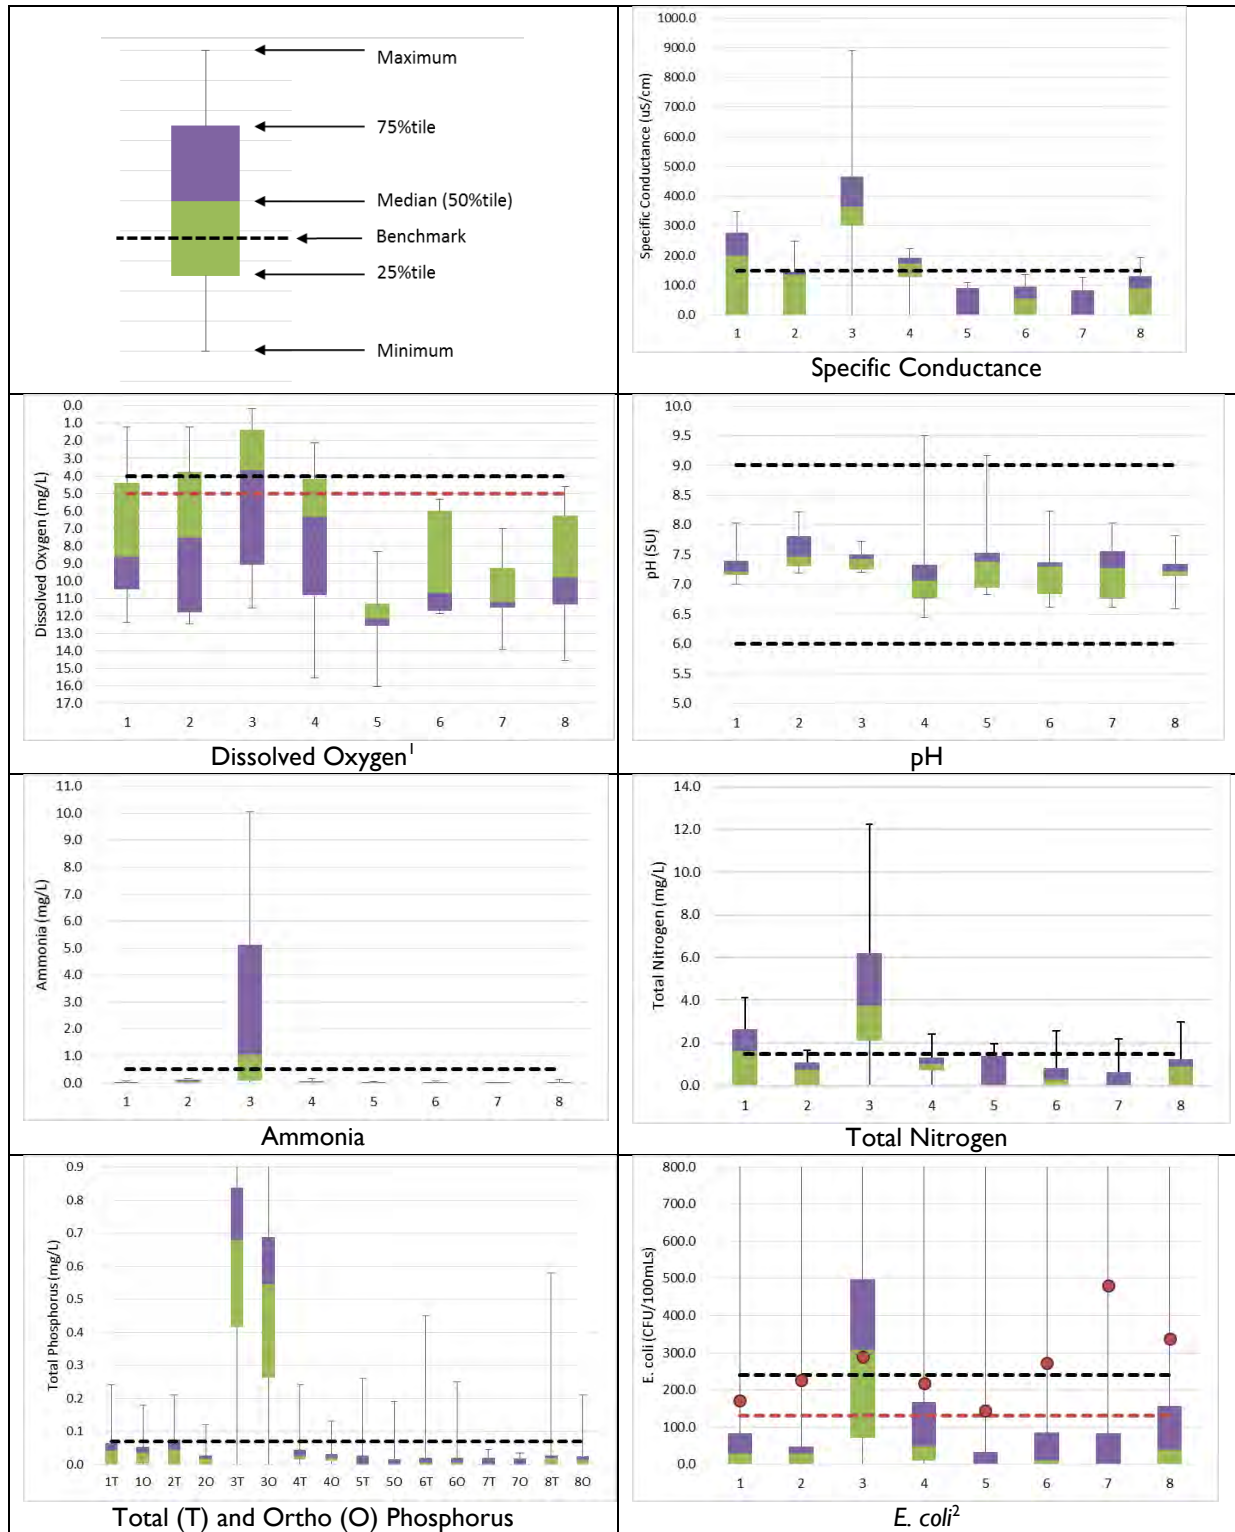 Maximum
75%tile
Median (50%tile)
Benchmark
25%tile
Minimum
1000.0
900.0
800.0
700.0
600.0
500.0
400.0
300.0
200.0
100.0
0.0
Specific Conductance (uS/cm)
1 2 3 4 5 6 7 8
Specific Conductance
0.0
1.0
2.0
3.0
4.0
5.0
6.0
7.0
8.0
9.0
10.0
11.0
12.0
13.0
14.0
15.0
16.0
17.0
Dissolved Oxygen (mg/L)
1 2 3 4 5 6 7 8
Dissolved Oxygen¹
10.0
9.5
9.0
8.5
8.0
7.5
7.0
6.5
6.0
5.5
5.0
pH (SU)
1 2 3 4 5 6 7 8
pH
11.0
10.0
9.0
8.0
7.0
6.0
5.0
4.0
3.0
2.0
1.0
0.0
Ammonia (mg/L)
1 2 3 4 5 6 7 8
Ammonia
14.0
12.0
10.0
8.0
6.0
4.0
2.0
0.0
Total Nitrogen (mg/L)
1 2 3 4 5 6 7 8
Total Nitrogen
0.9
0.8
0.7
0.6
0.5
0.4
0.3
0.2
0.1
0.0
Total Phosphorus (mg/L)
1T 1O 2T 2O 3T 3O 4T 4O 5T 5O 6T 6O 7T 7O 8T 8O
Total (T) and Ortho (O) Phosphorus
800.0
700.0
600.0
500.0
400.0
300.0
200.0
100.0
0.0
E. coli (CFU/100mLs)
1 2 3 4 5 6 7 8
E. coli²